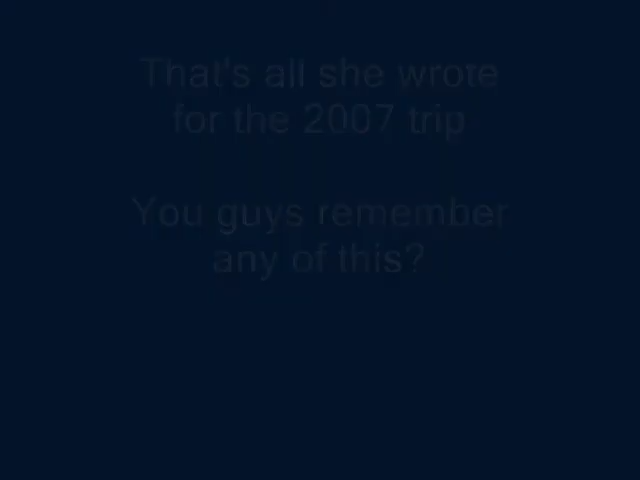 That's all she wrote
for the 2007 trip
You guys remember
any of this?